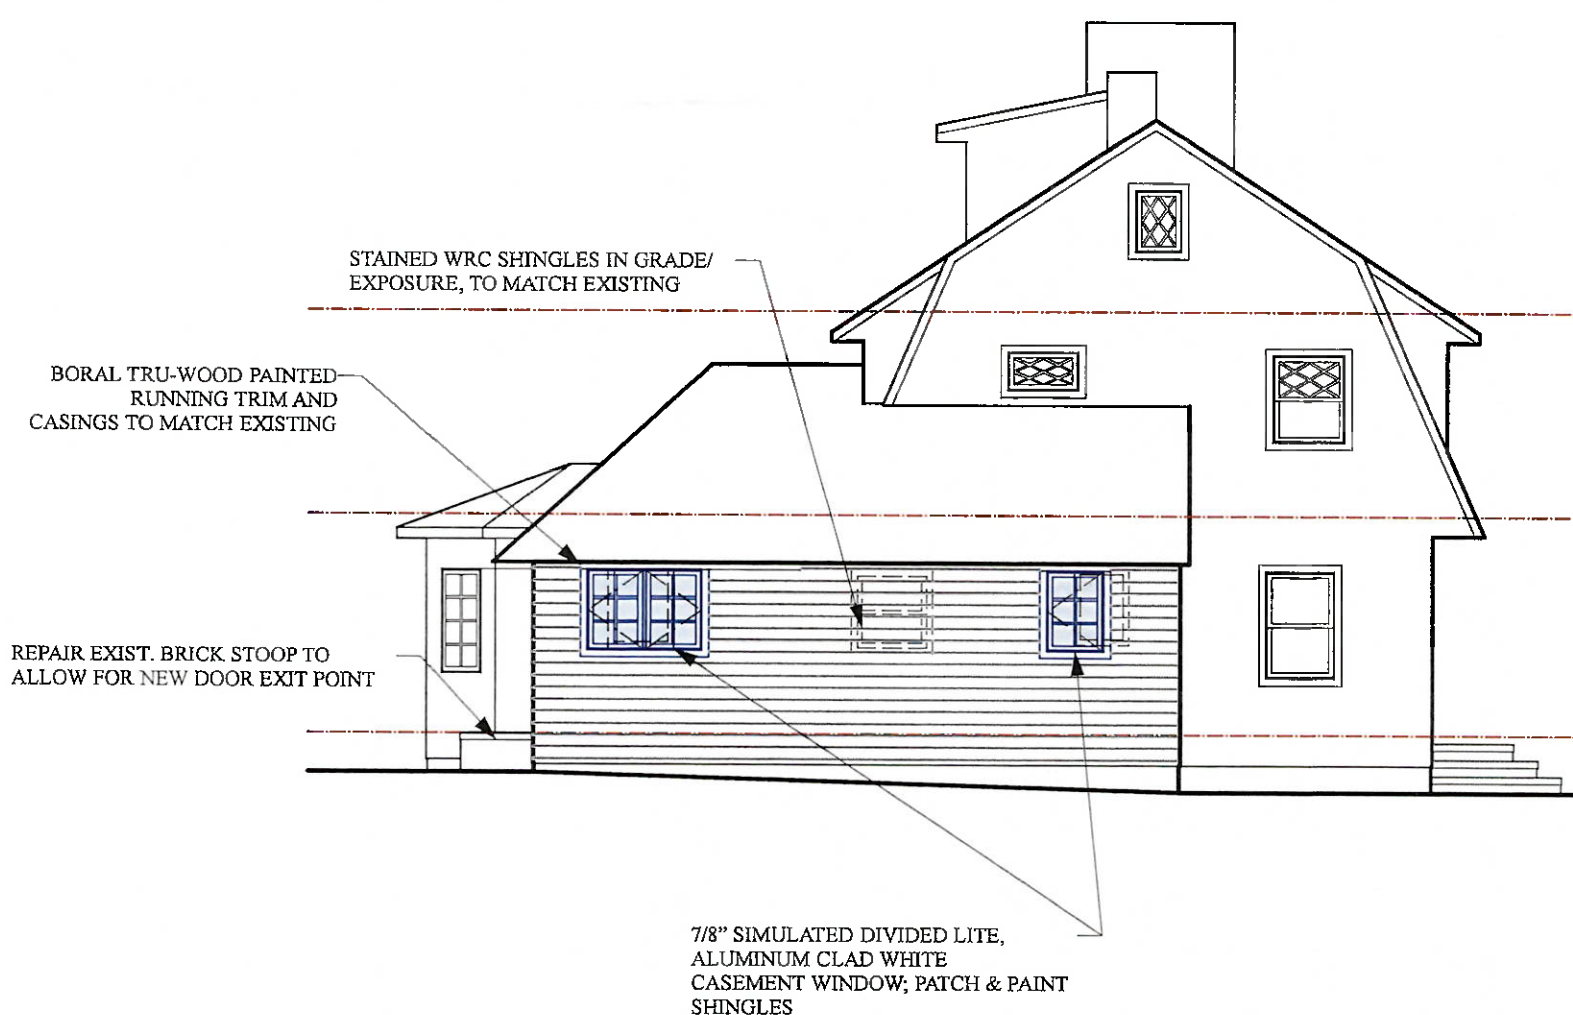 STAINED WRC SHINGLES IN GRADE/
EXPOSURE, TO MATCH EXISTING
BORAL TRU-WOOD PAINTED
RUNNING TRIM AND
CASINGS TO MATCH EXISTING
REPAIR EXIST. BRICK STOOP TO
ALLOW FOR NEW DOOR EXIT POINT
7/8” SIMULATED DIVIDED LITE,
ALUMINUM CLAD WHITE
CASEMENT WINDOW; PATCH & PAINT
SHINGLES